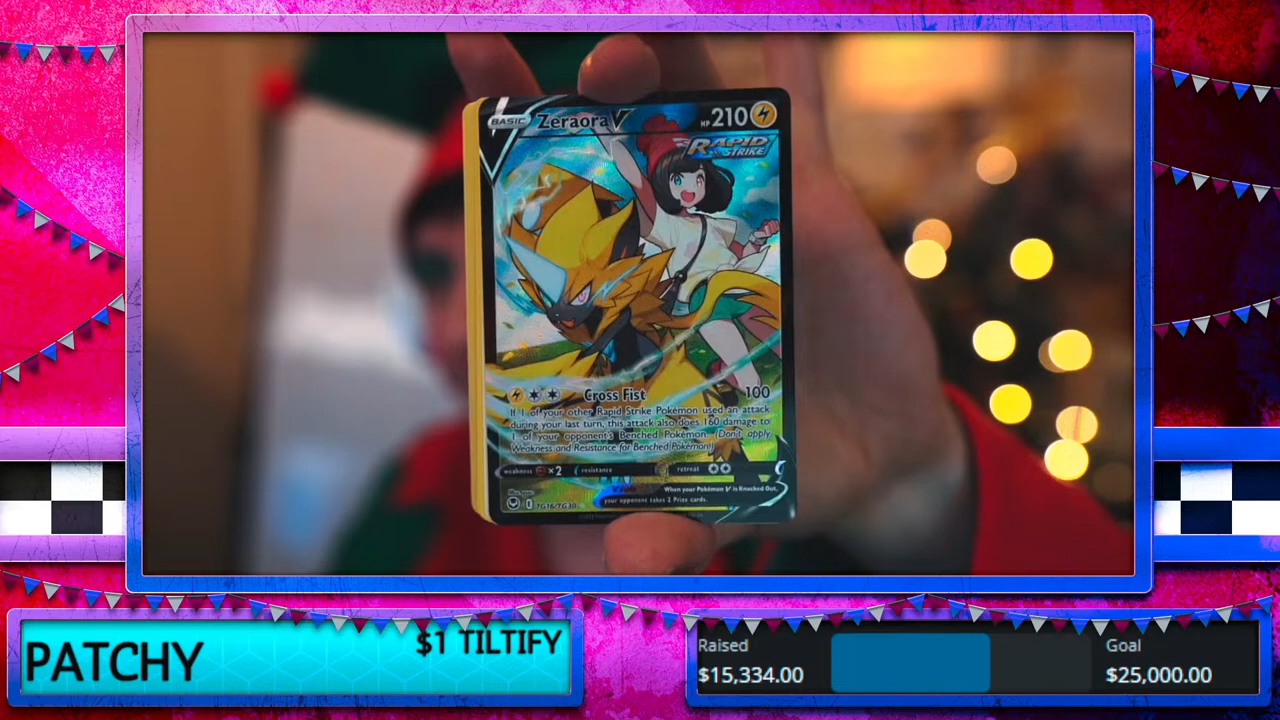 BASIC Zeraora V HP 210
RAPID
STRIKE
Cross Fist 100
If 1 of your other Rapid Strike Pokémon used an attack
during your last turn, this attack also does 160 damage to
1 of your opponent's Benched Pokémon. (Don't apply
Weakness and Resistance for Benched Pokémon.)
weakness ×2 resistance retreat
When your Pokémon V is Knocked Out,
your opponent takes 2 Prize cards.
TG16/TG30
PATCHY
$1 TILTIFY
Raised
$15,334.00
Goal
$25,000.00